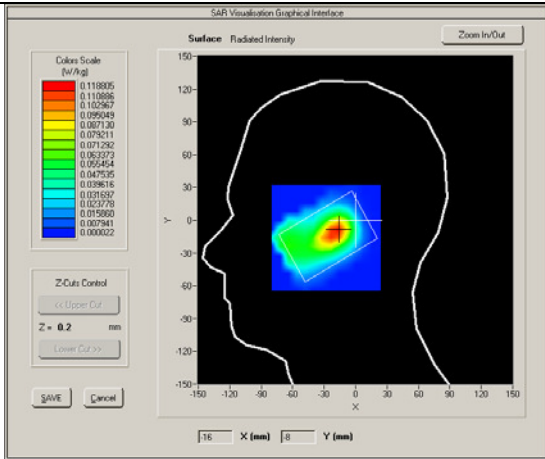 SAR Visualisation Graphical Interface
Surface Radiated Intensity
Zoom In/Out
Colors Scale
(W/kg)
0.118805
0.110886
0.102967
0.095049
0.087130
0.079211
0.071292
0.063373
0.055454
0.047535
0.039616
0.031697
0.023778
0.015860
0.007941
0.000022
Z-Cuts Control
<< Upper Cut
Z = 0.2 mm
Lower Cut >>
SAVE Cancel
150
120
90
60
30
0
-30
-60
-90
-120
-150
Y
-150 -120 -90 -60 -30 0 30 60 90 120 150
X
-16 X (mm) -8 Y (mm)